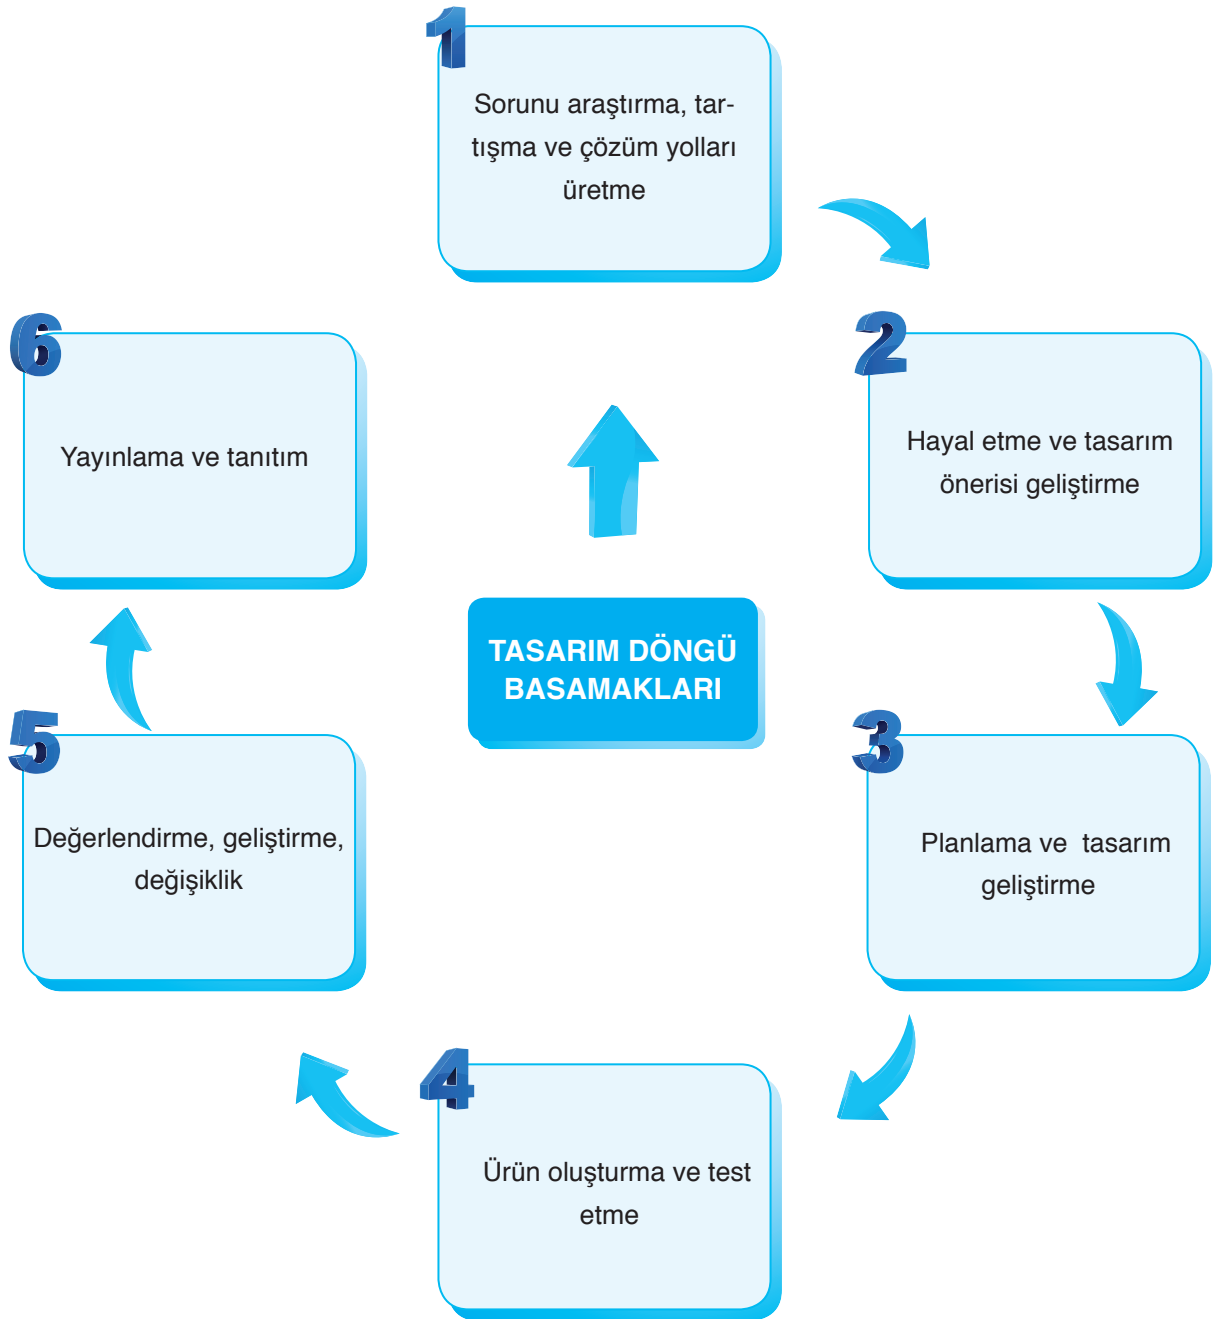 1
Sorunu araştırma, tar-
tışma ve çözüm yolları
üretme
2
Hayal etme ve tasarım
önerisi geliştirme
3
Planlama ve  tasarım
geliştirme
4
Ürün oluşturma ve test
etme
5
Değerlendirme, geliştirme,
değişiklik
6
Yayınlama ve tanıtım
TASARIM DÖNGÜ
BASAMAKLARI